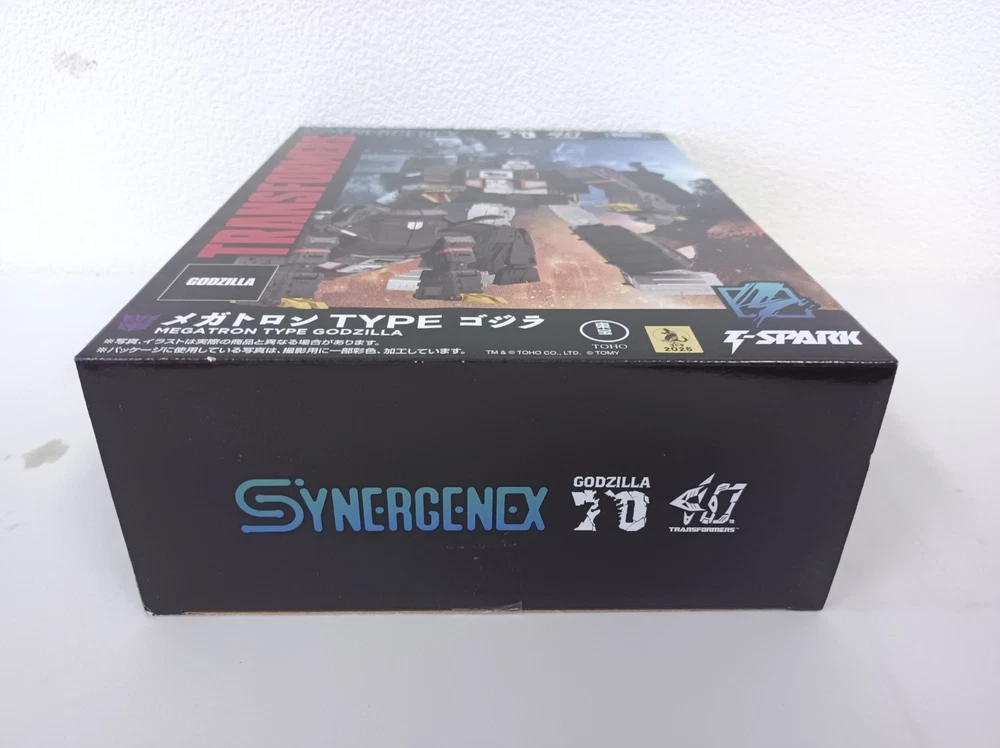 TRANSFORMERS
GODZILLA
メガトロン TYPE ゴジラ
MEGATRON TYPE GODZILLA
※写真、イラストは実際の商品と異なる場合があります。
※パッケージに使用している写真は、撮影用に一部彩色、加工しています。
TM & © TOHO CO., LTD. © TOMY
東宝
TOHO
2025
T-SPARK
SYNERGENEX
GODZILLA
70
40
TRANSFORMERS